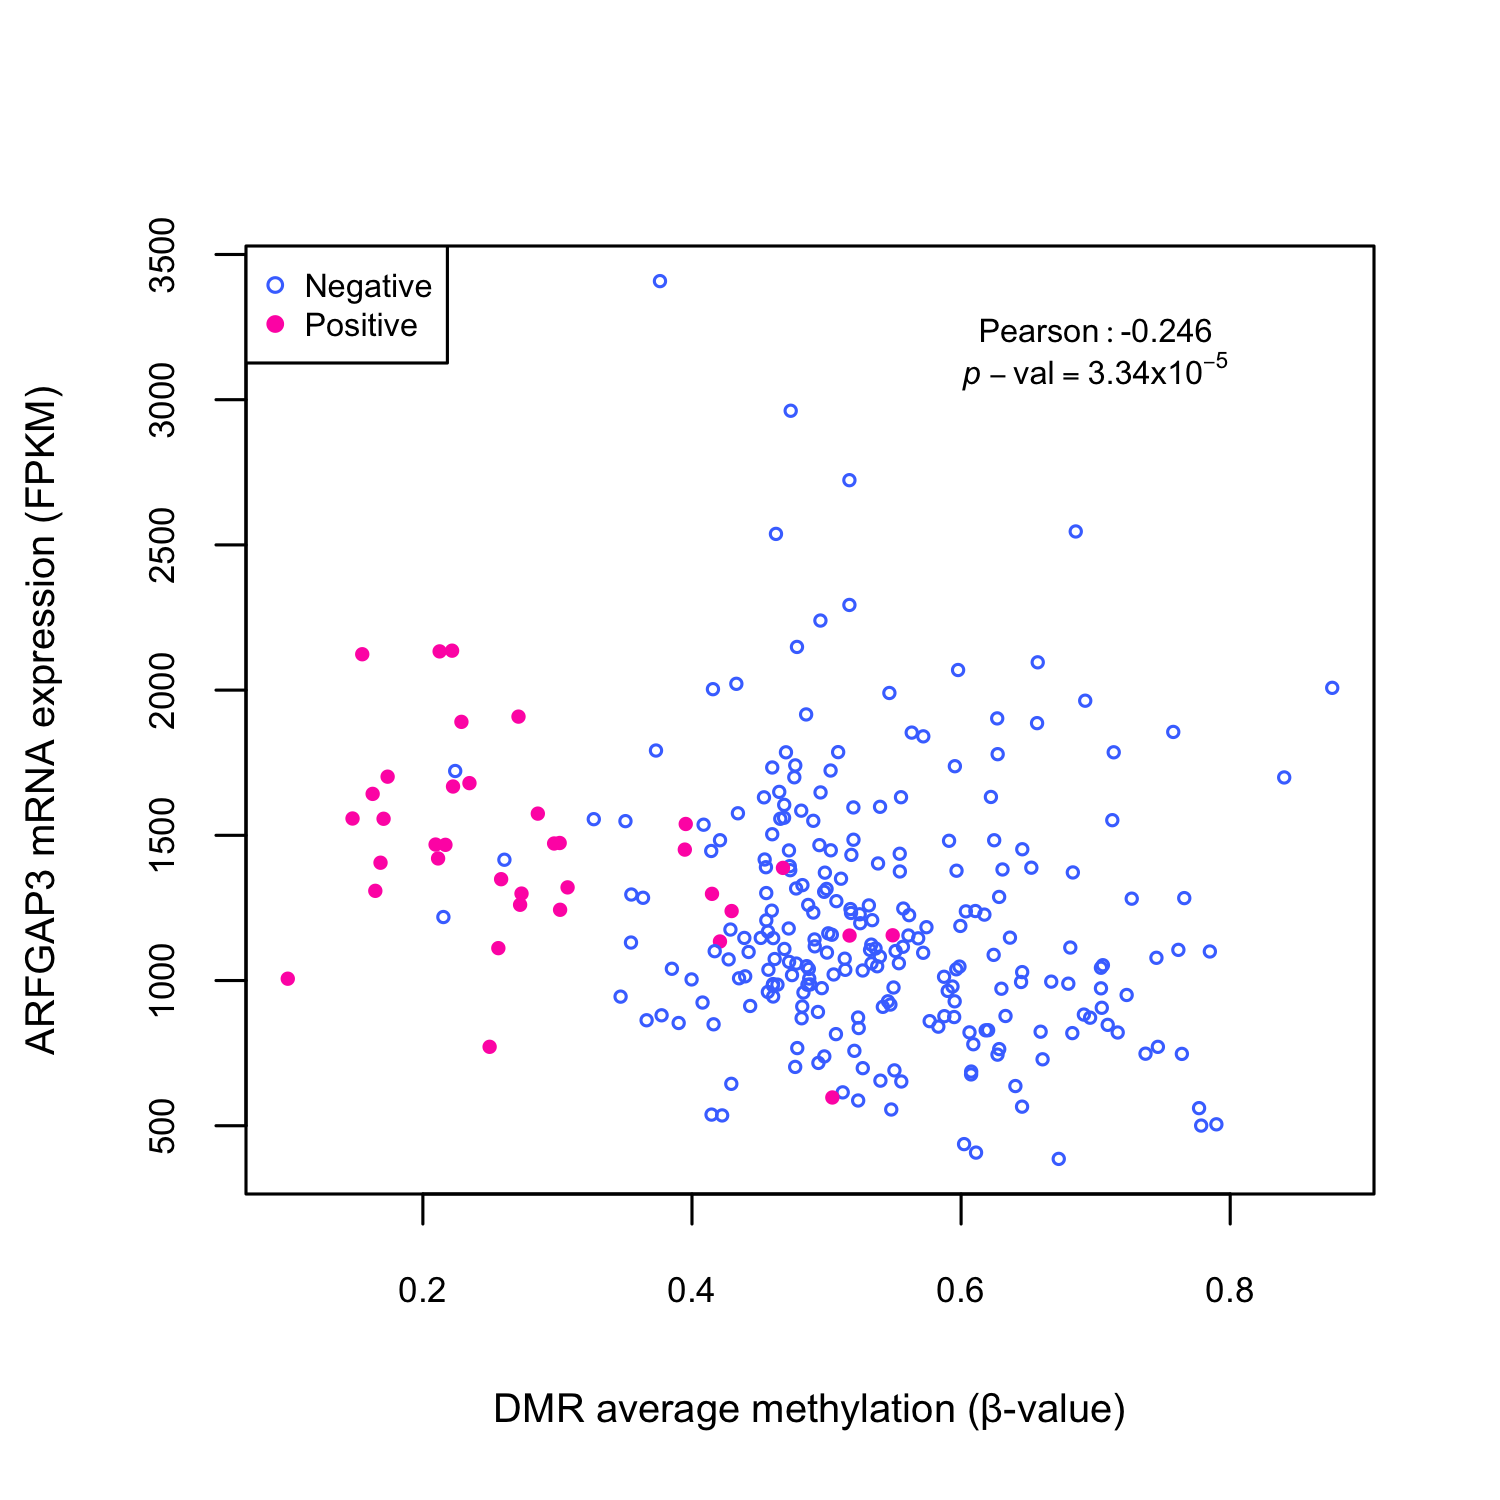 Negative
Positive
Pearson : -0.246
p − val = 3.34x10⁻⁵
ARFGAP3 mRNA expression (FPKM)
3500
3000
2500
2000
1500
1000
500
0.2 0.4 0.6 0.8
DMR average methylation (β-value)